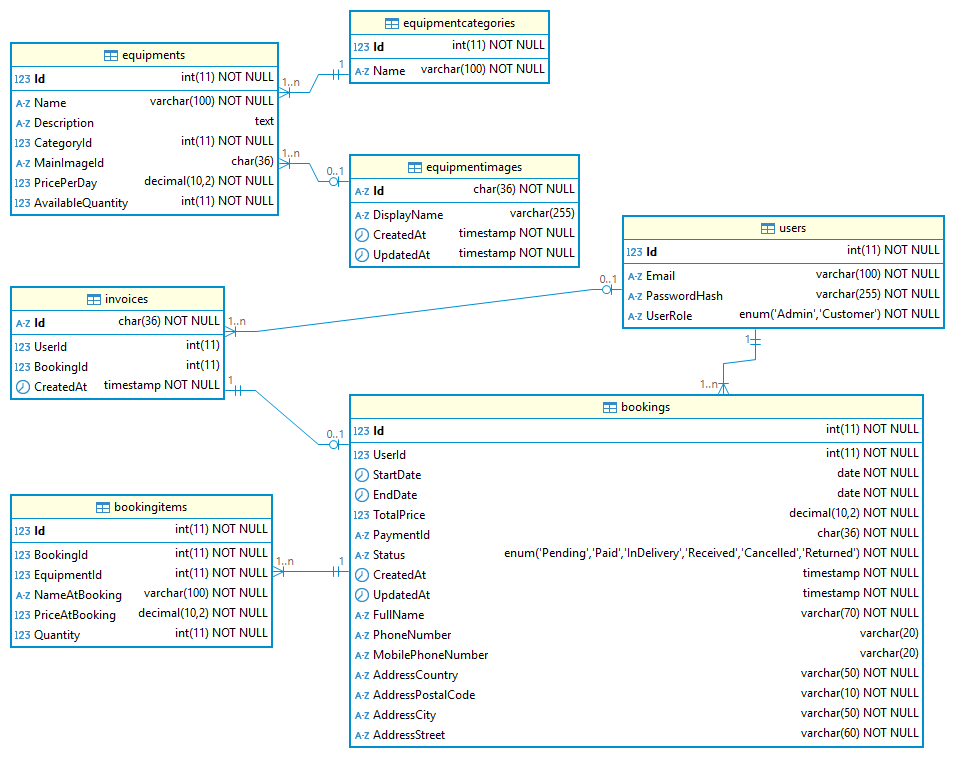 equipmentcategories
123 Id int(11) NOT NULL
A-Z Name varchar(100) NOT NULL
equipments
123 Id int(11) NOT NULL
A-Z Name varchar(100) NOT NULL
A-Z Description text
123 CategoryId int(11) NOT NULL
A-Z MainImageId char(36)
123 PricePerDay decimal(10,2) NOT NULL
123 AvailableQuantity int(11) NOT NULL
1
1..n
1..n
0..1
equipmentimages
A-Z Id char(36) NOT NULL
A-Z DisplayName varchar(255)
CreatedAt timestamp NOT NULL
UpdatedAt timestamp NOT NULL
users
123 Id int(11) NOT NULL
A-Z Email varchar(100) NOT NULL
A-Z PasswordHash varchar(255) NOT NULL
A-Z UserRole enum('Admin','Customer') NOT NULL
0..1
1..n
invoices
A-Z Id char(36) NOT NULL
123 UserId int(11)
123 BookingId int(11)
CreatedAt timestamp NOT NULL
1
1..n
1
0..1
bookings
123 Id int(11) NOT NULL
123 UserId int(11) NOT NULL
StartDate date NOT NULL
EndDate date NOT NULL
123 TotalPrice decimal(10,2) NOT NULL
A-Z PaymentId char(36) NOT NULL
A-Z Status enum('Pending','Paid','InDelivery','Received','Cancelled','Returned') NOT NULL
CreatedAt timestamp NOT NULL
UpdatedAt timestamp NOT NULL
A-Z FullName varchar(70) NOT NULL
A-Z PhoneNumber varchar(20)
A-Z MobilePhoneNumber varchar(20)
A-Z AddressCountry varchar(50) NOT NULL
A-Z AddressPostalCode varchar(10) NOT NULL
A-Z AddressCity varchar(50) NOT NULL
A-Z AddressStreet varchar(60) NOT NULL
bookingitems
123 Id int(11) NOT NULL
123 BookingId int(11) NOT NULL
123 EquipmentId int(11) NOT NULL
A-Z NameAtBooking varchar(100) NOT NULL
123 PriceAtBooking decimal(10,2) NOT NULL
123 Quantity int(11) NOT NULL
1..n
1